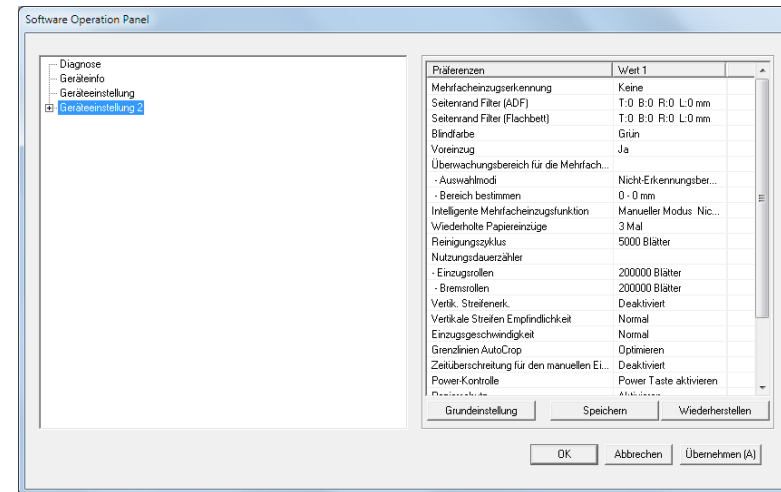 Software Operation Panel
Diagnose
Geräteinfo
Geräteeinstellung
Geräteeinstellung 2
Präferenzen Wert 1
Mehrfacheinzugserkennung Keine
Seitenrand Filter (ADF) T:0 B:0 R:0 L:0 mm
Seitenrand Filter (Flachbett) T:0 B:0 R:0 L:0 mm
Blindfarbe Grün
Voreinzug Ja
Überwachungsbereich für die Mehrfach...
- Auswahlmodi Nicht-Erkennungsber...
- Bereich bestimmen 0 - 0 mm
Intelligente Mehrfacheinzugsfunktion Manueller Modus Nic...
Wiederholte Papiereinzüge 3 Mal
Reinigungszyklus 5000 Blätter
Nutzungsdauerzähler
- Einzugsrollen 200000 Blätter
- Bremsrollen 200000 Blätter
Vertik. Streifenerk. Deaktiviert
Vertikale Streifen Empfindlichkeit Normal
Einzugsgeschwindigkeit Normal
Grenzlinien AutoCrop Optimieren
Zeitüberschreitung für den manuellen Ei... Deaktiviert
Power-Kontrolle Power Taste aktivieren
Grundeinstellung Speichern Wiederherstellen
OK Abbrechen Übernehmen (A)